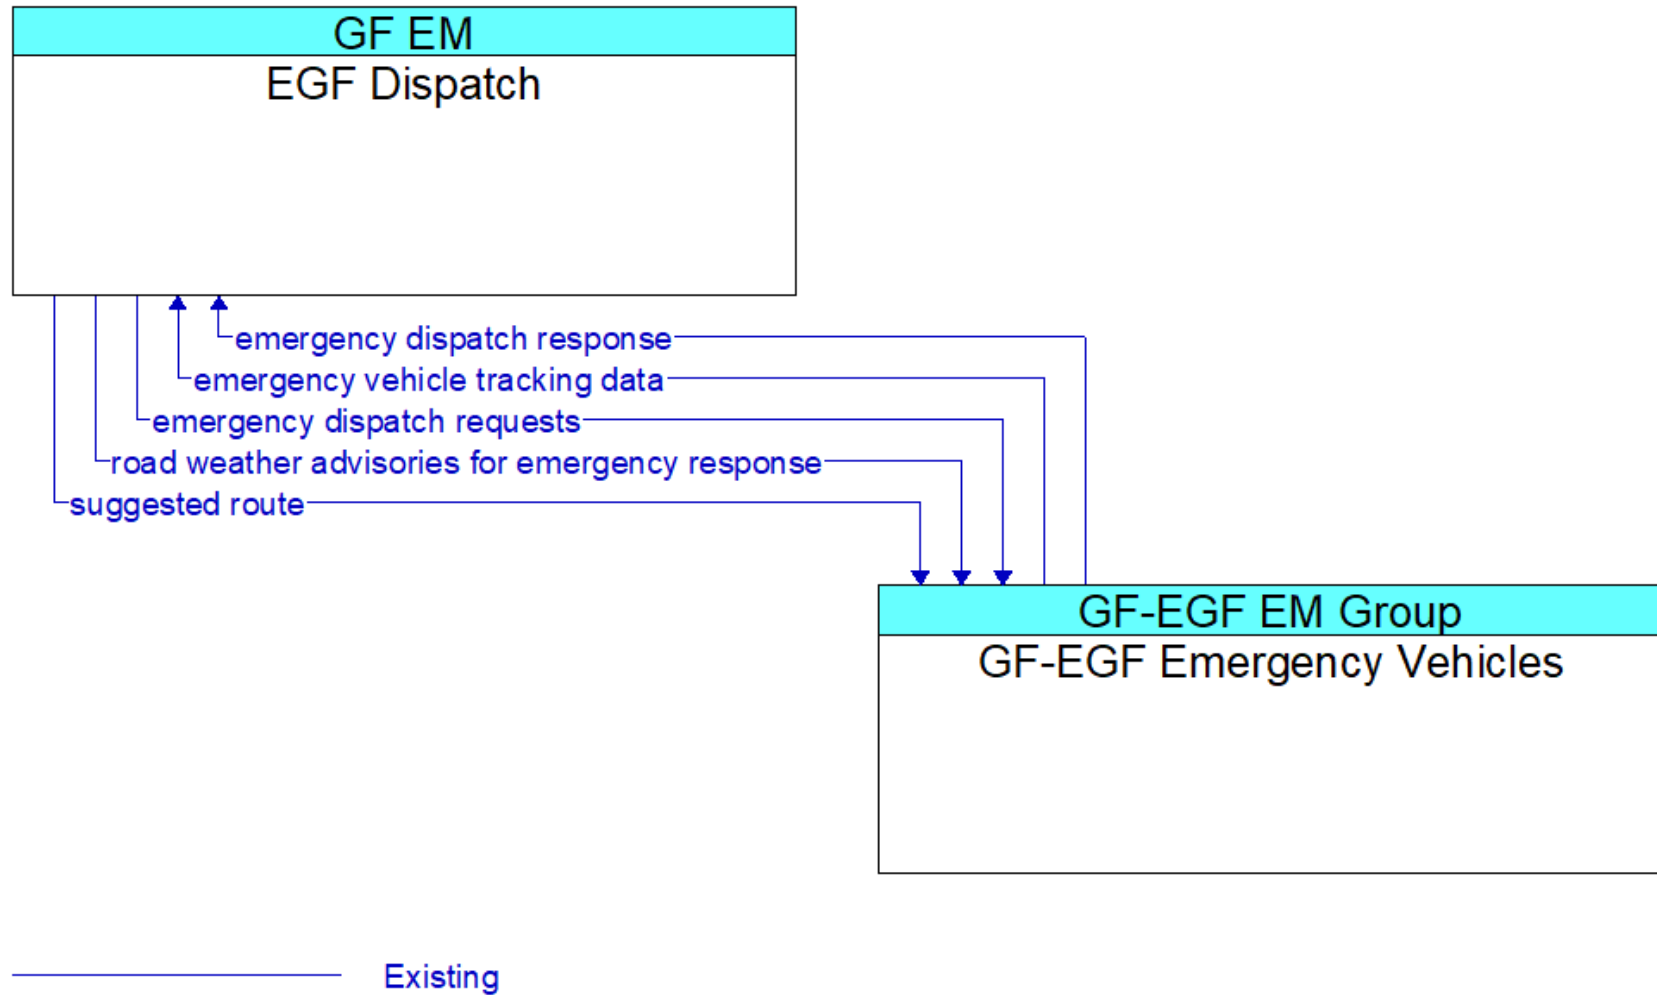 GF EM
EGF Dispatch
emergency dispatch response
emergency vehicle tracking data
emergency dispatch requests
road weather advisories for emergency response
suggested route
GF-EGF EM Group
GF-EGF Emergency Vehicles
Existing